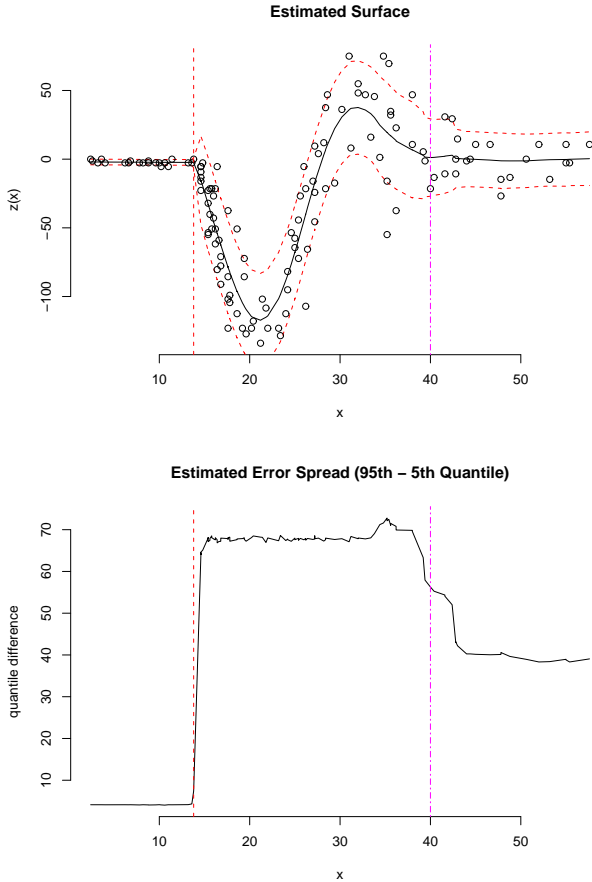 Estimated Surface
z(x)
50
0
−50
−100
10 20 30 40 50
x
Estimated Error Spread (95th − 5th Quantile)
quantile difference
70
60
50
40
30
20
10
10 20 30 40 50
x